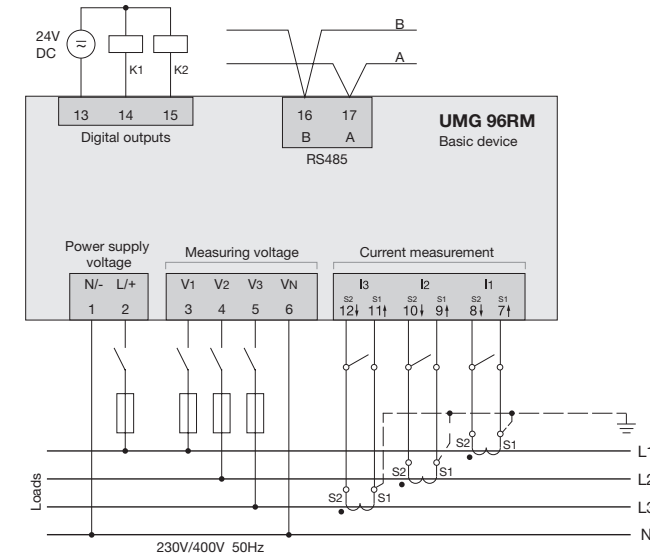 24V
DC
K1 K2
B
A
13 14 15
Digital outputs
16 17
B A
RS485
UMG 96RM
Basic device
Power supply
voltage
Measuring voltage
Current measurement
N/- L/+
1 2
V1 V2 V3 VN
3 4 5 6
I3 I2 I1
S2 S1 S2 S1 S2 S1
12↓ 11↑ 10↓ 9↑ 8↓ 7↑
S2 S1
S2 S1
S2 S1
L1
L2
L3
N
Loads
230V/400V 50Hz